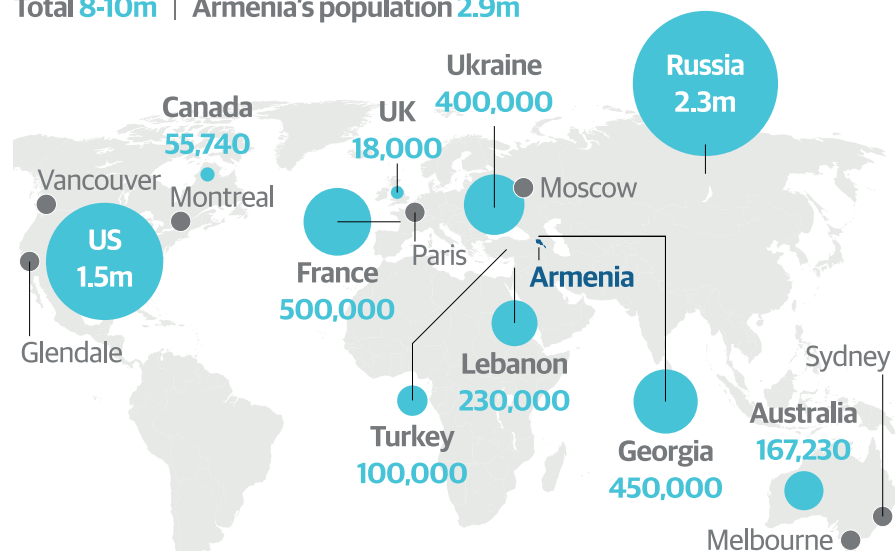 Total 8-10m | Armenia's population 2.9m
Ukraine
400,000
Russia
2.3m
Canada
55,740
UK
18,000
Vancouver
Montreal
Moscow
US
1.5m
Paris
France
500,000
Armenia
Glendale
Lebanon
230,000
Sydney
Turkey
100,000
Georgia
450,000
Australia
167,230
Melbourne